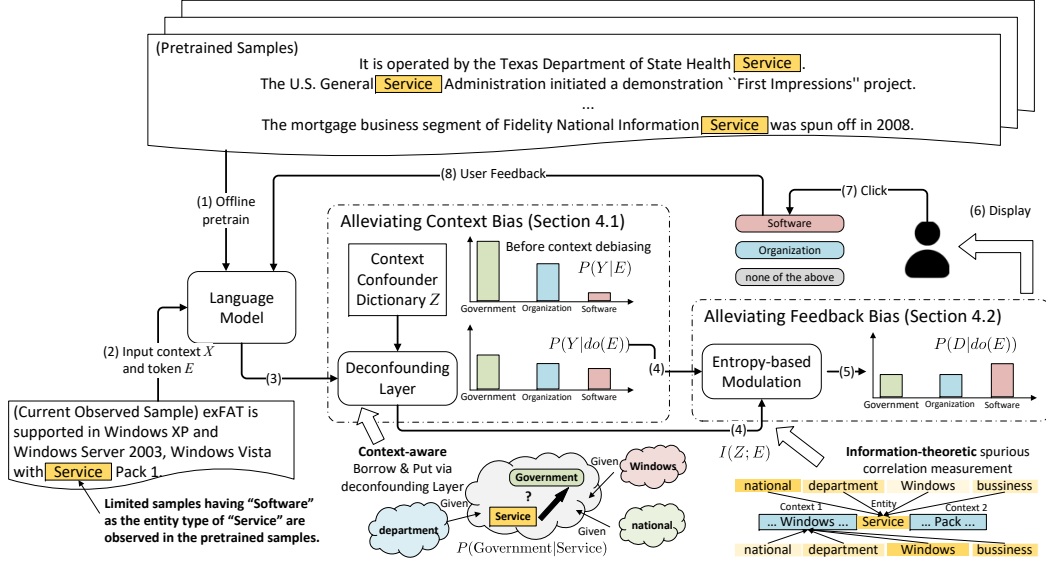 (Pretrained Samples)
It is operated by the Texas Department of State Health Service .
The U.S. General Service Administration initiated a demonstration ``First Impressions'' project.
...
The mortgage business segment of Fidelity National Information Service was spun off in 2008.
(1) Offline
pretrain
(8) User Feedback
(7) Click
(6) Display
Software
Organization
none of the above
Language
Model
(2) Input context X
and token E
(3)
Alleviating Context Bias (Section 4.1)
Context
Confounder
Dictionary Z
Before context debiasing
P(Y|E)
Government
Organization
Software
Deconfounding
Layer
P(Y|do(E))
Government
Organization
Software
(4)
(4)
Alleviating Feedback Bias (Section 4.2)
Entropy-based
Modulation
(5)
P(D|do(E))
Government
Organization
Software
I(Z; E)
(Current Observed Sample) exFAT is
supported in Windows XP and
Windows Server 2003, Windows Vista
with Service Pack 1.
Limited samples having “Software”
as the entity type of “Service” are
observed in the pretrained samples.
Context-aware
Borrow & Put via
deconfounding Layer
Given
department
Government
?
Service
Given
Windows
Given
national
P(Government|Service)
Information-theoretic spurious
correlation measurement
national department Windows bussiness
Context 1 Entity Context 2
... Windows ... Service ... Pack ...
national department Windows bussiness